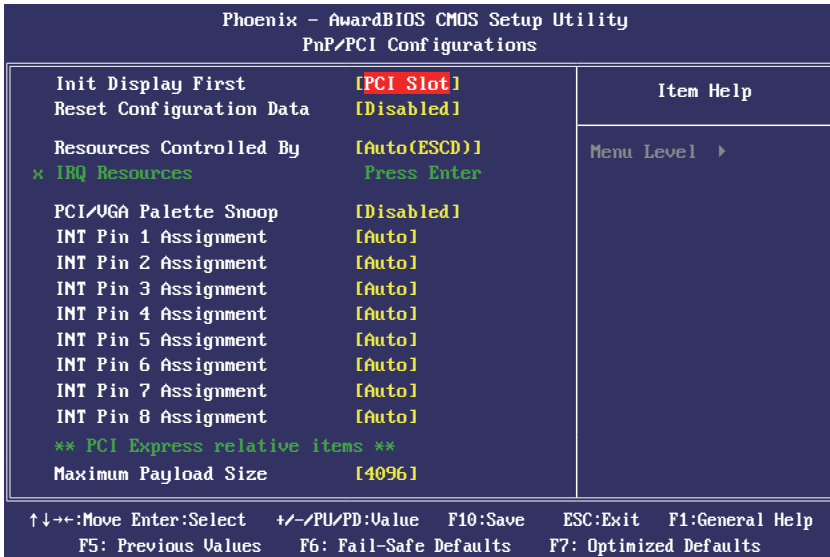 Phoenix - AwardBIOS CMOS Setup Utility
PnP/PCI Configurations
Init Display First [PCI Slot]
Reset Configuration Data [Disabled]
Resources Controlled By [Auto(ESCD)]
x IRQ Resources Press Enter
PCI/VGA Palette Snoop [Disabled]
INT Pin 1 Assignment [Auto]
INT Pin 2 Assignment [Auto]
INT Pin 3 Assignment [Auto]
INT Pin 4 Assignment [Auto]
INT Pin 5 Assignment [Auto]
INT Pin 6 Assignment [Auto]
INT Pin 7 Assignment [Auto]
INT Pin 8 Assignment [Auto]
** PCI Express relative items **
Maximum Payload Size [4096]
Item Help
Menu Level ▸
↑↓→←:Move Enter:Select +/-/PU/PD:Value F10:Save ESC:Exit F1:General Help
F5: Previous Values F6: Fail-Safe Defaults F7: Optimized Defaults